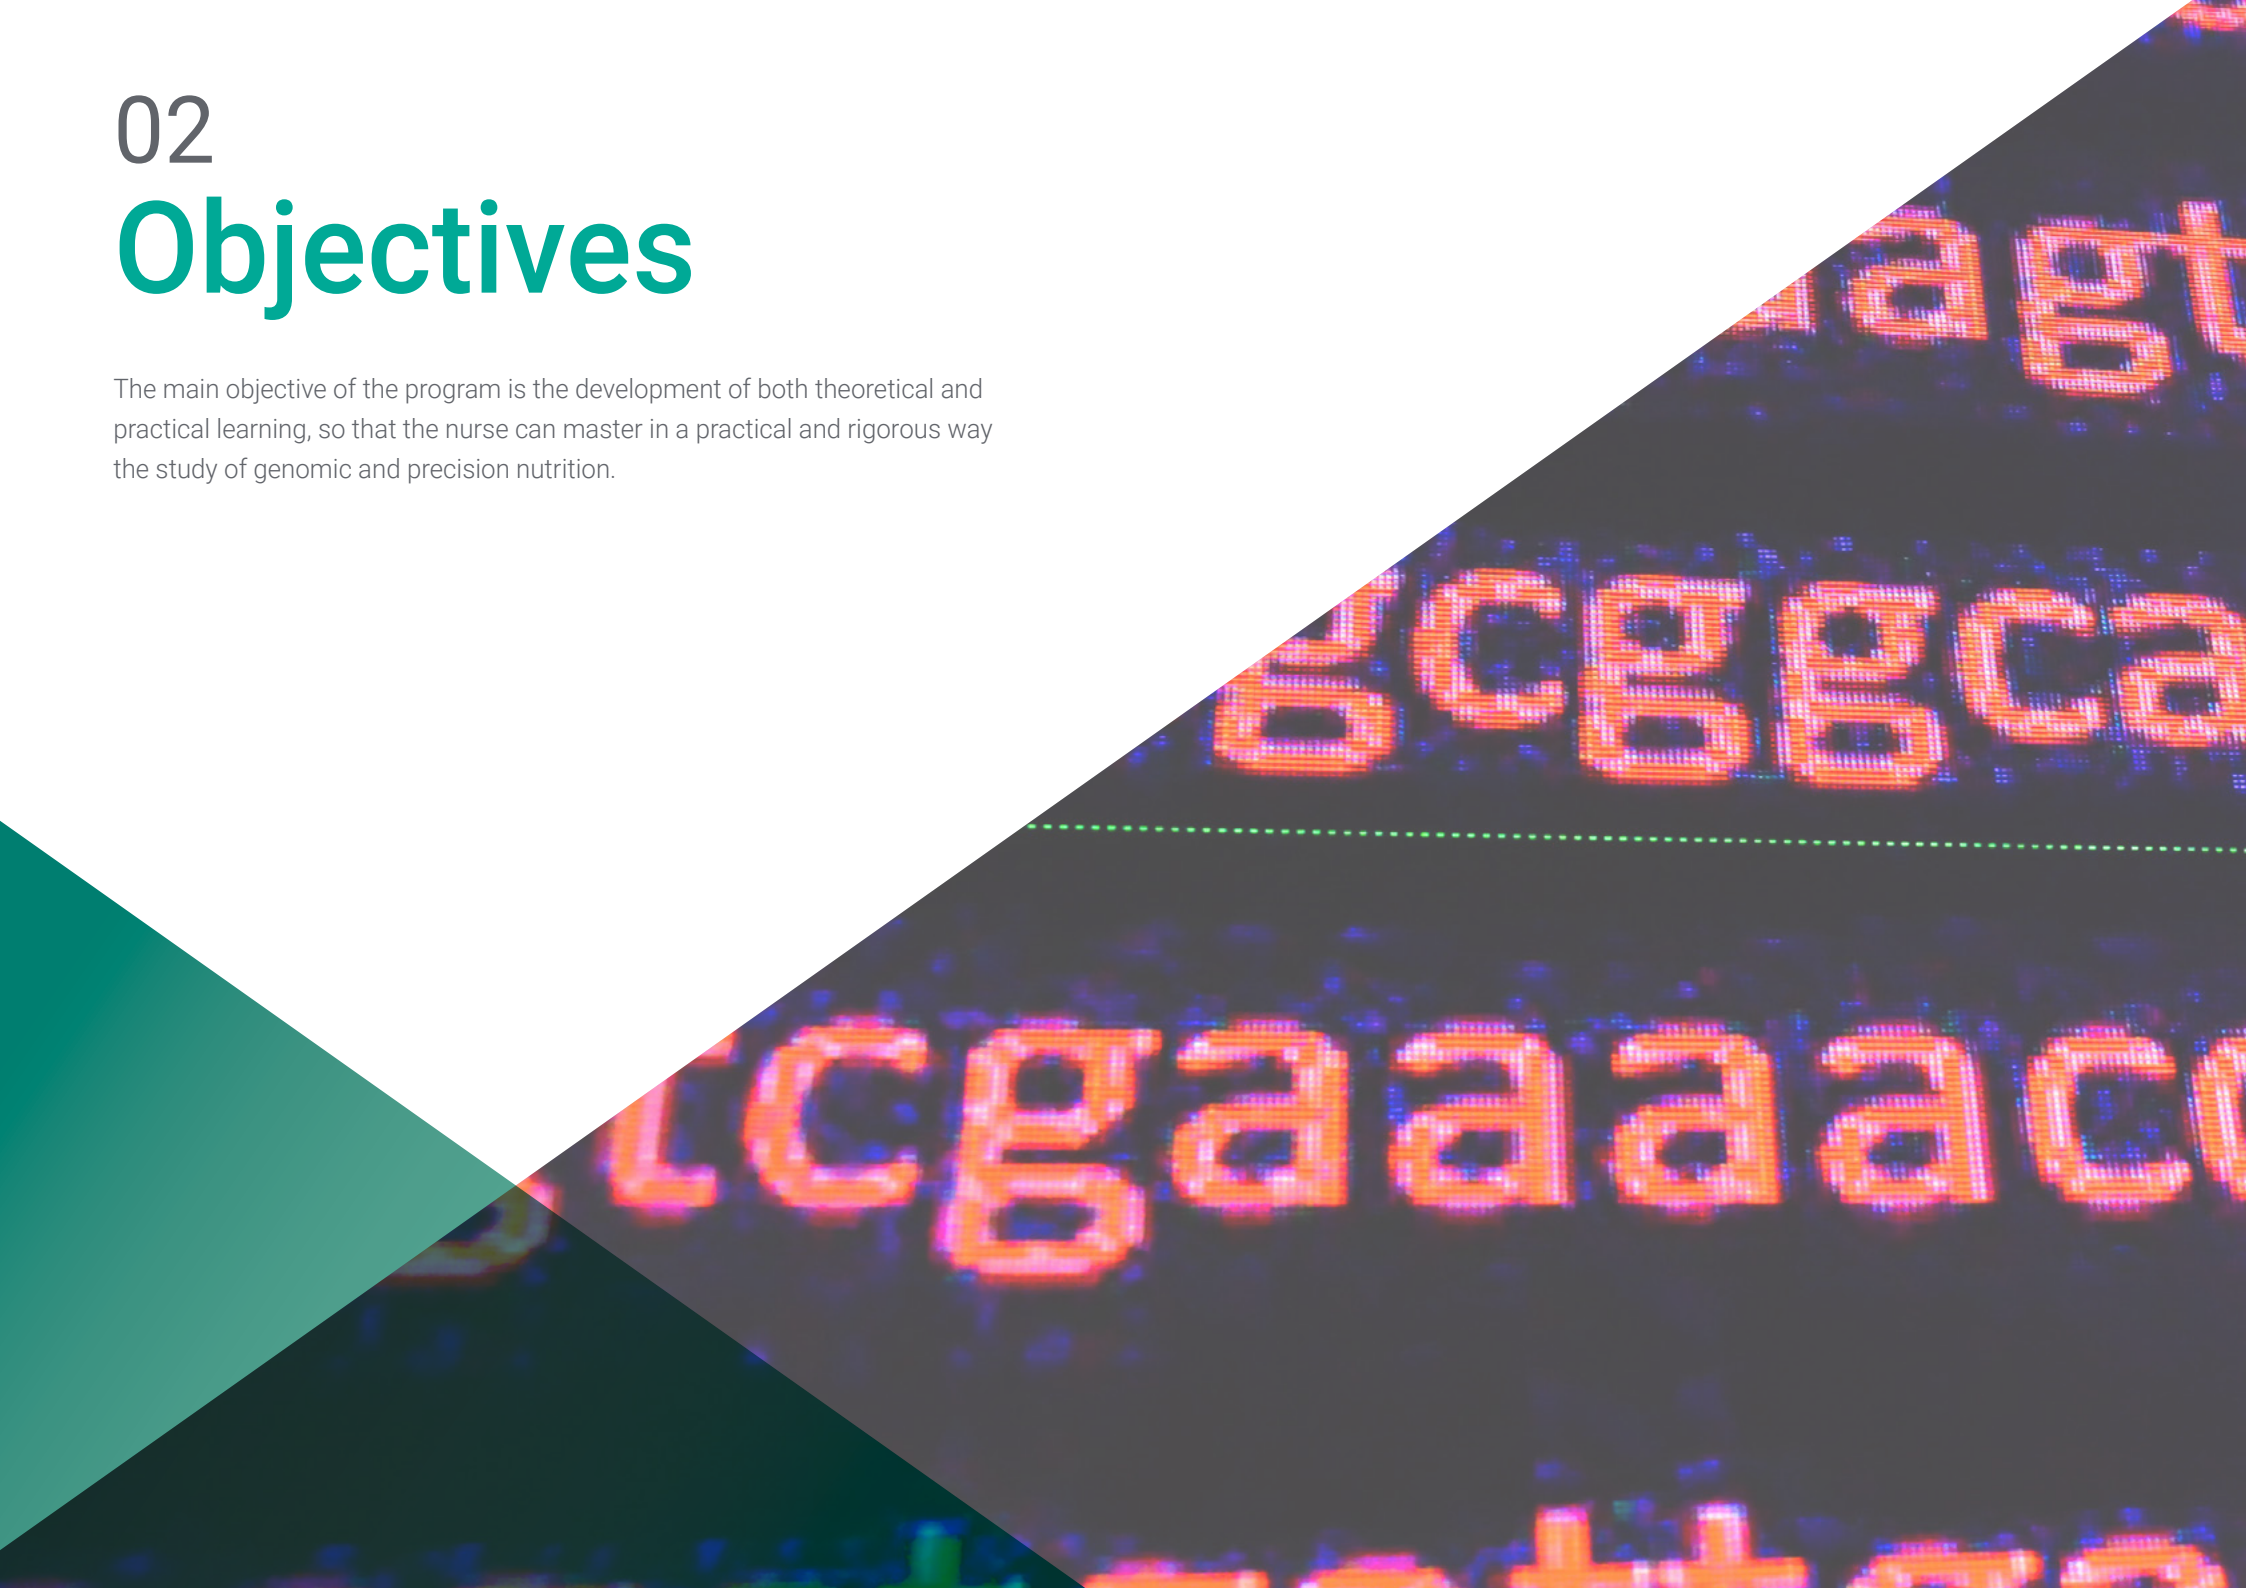 02
Objectives
The main objective of the program is the development of both theoretical and
practical learning, so that the nurse can master in a practical and rigorous way
the study of genomic and precision nutrition.
agt
gcggca
tcgaaaac